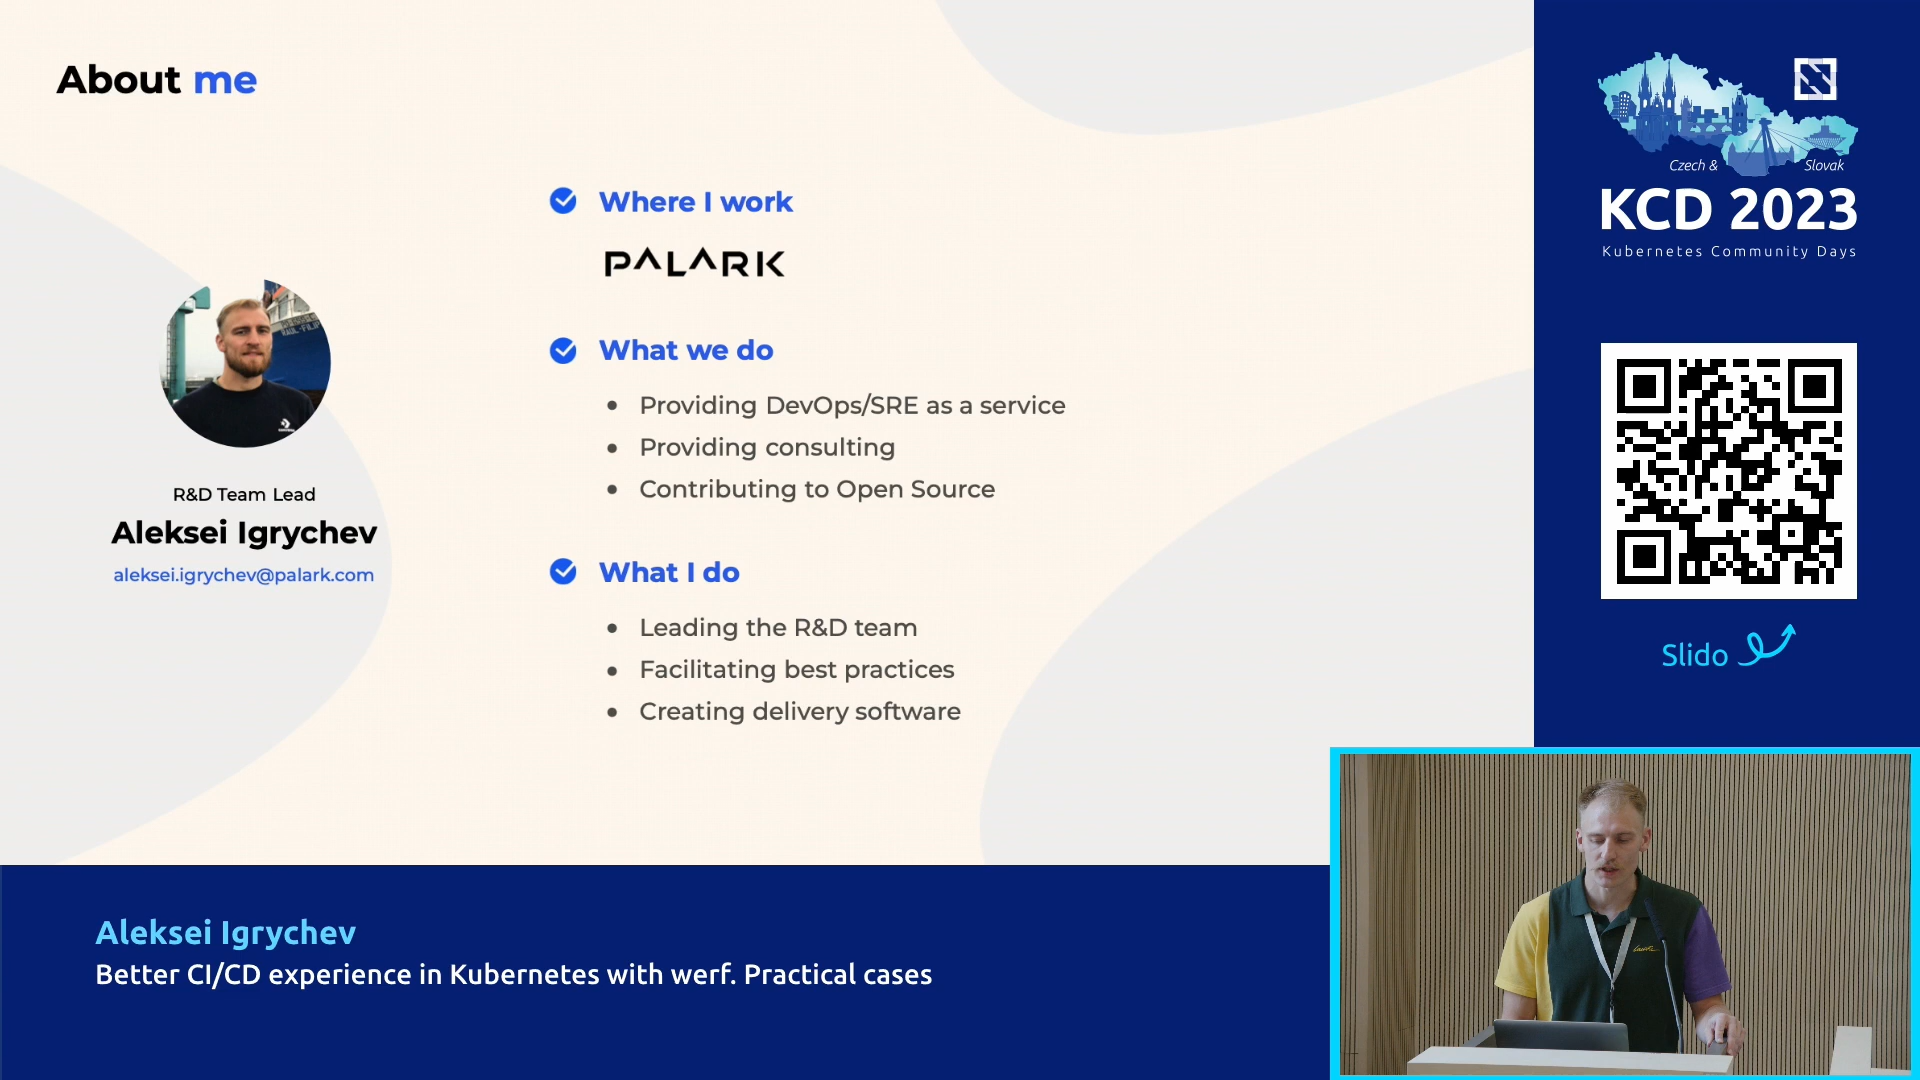 About me
Where I work
PALARK
What we do
Providing DevOps/SRE as a service
Providing consulting
Contributing to Open Source
R&D Team Lead
Aleksei Igrychev
aleksei.igrychev@palark.com
What I do
Leading the R&D team
Facilitating best practices
Creating delivery software
Czech & Slovak
KCD 2023
Kubernetes Community Days
Slido
Aleksei Igrychev
Better CI/CD experience in Kubernetes with werf. Practical cases